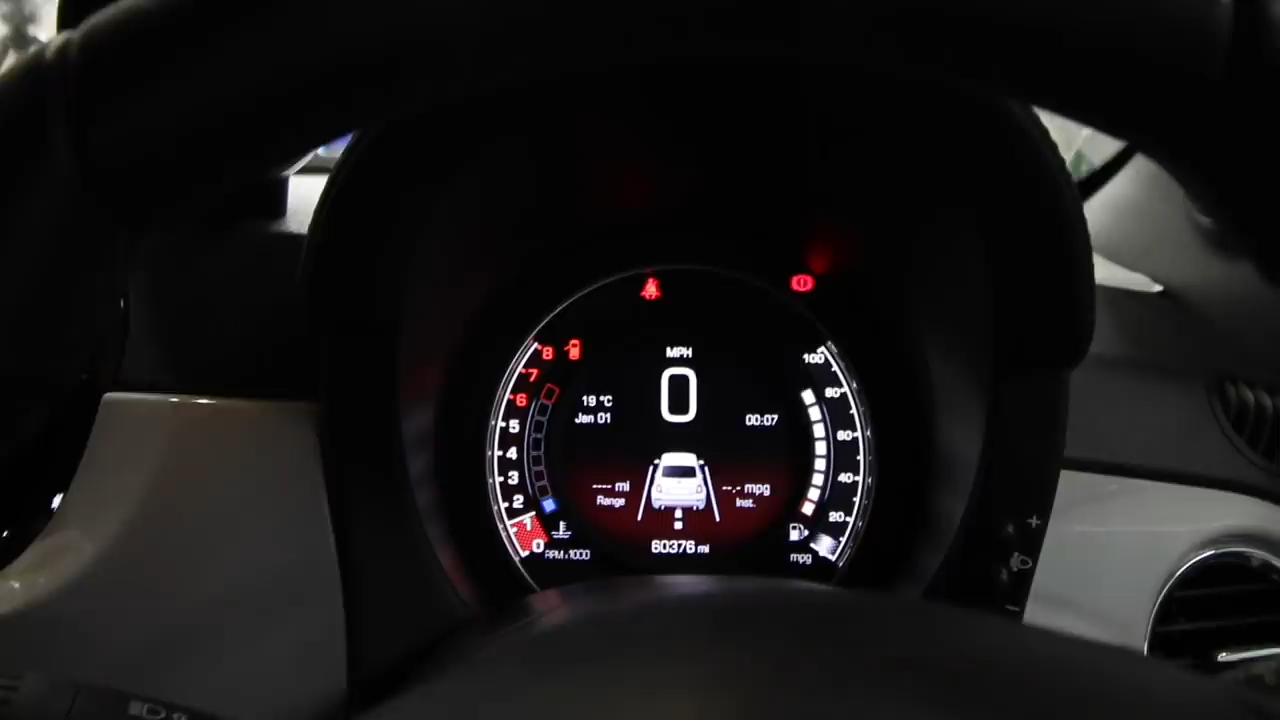 MPH
0
19 °C
Jan 01
00:07
8
7
6
5
4
3
2
1
0
RPM x1000
100
80
60
40
20
mpg
---- mi
Range
--.- mpg
Inst.
60376 mi